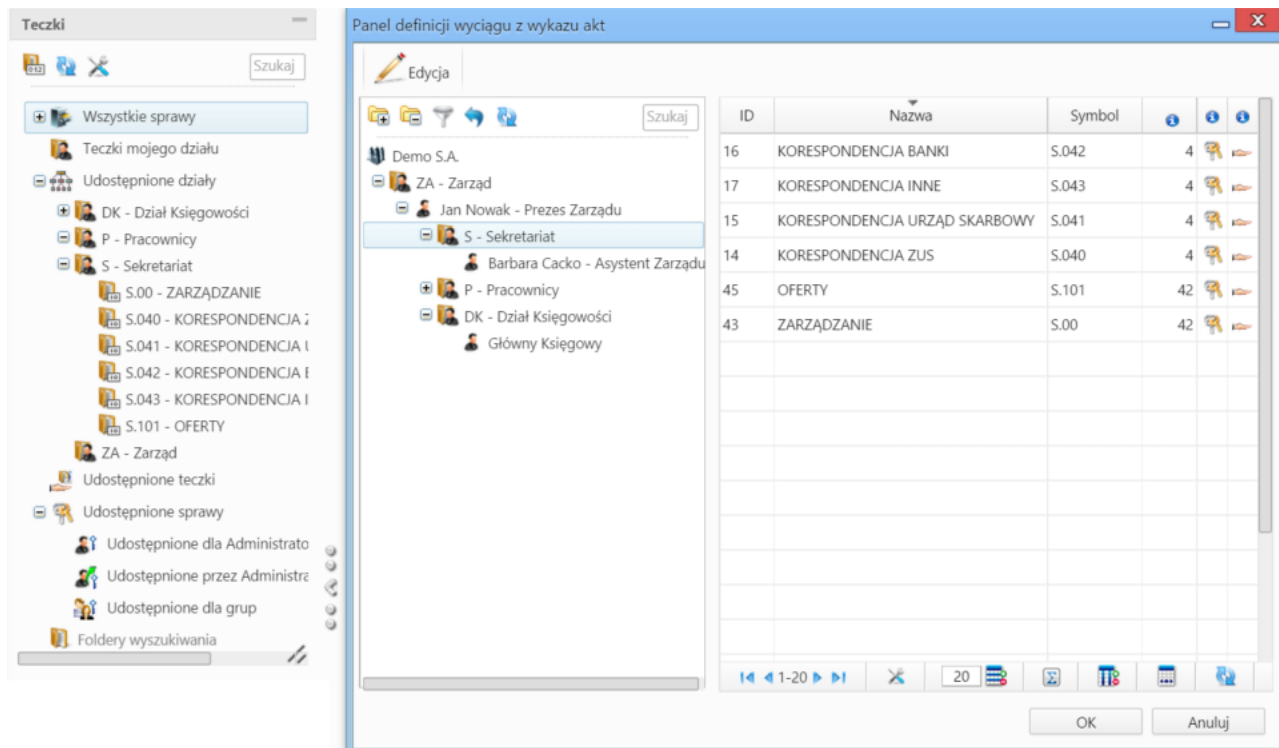 Teczki
Szukaj
Wszystkie sprawy
Teczki mojego działu
Udostępnione działy
DK - Dział Księgowości
P - Pracownicy
S - Sekretariat
S.00 - ZARZĄDZANIE
S.040 - KORESPONDENCJA
S.041 - KORESPONDENCJA
S.042 - KORESPONDENCJA
S.043 - KORESPONDENCJA
S.101 - OFERTY
ZA - Zarząd
Udostępnione teczki
Udostępnione sprawy
Udostępnione dla Administrato
Udostępnione przez Administra
Udostępnione dla grup
Foldery wyszukiwania
Panel definicji wyciągu z wykazu akt
Edycja
Szukaj
Demo S.A.
ZA - Zarząd
Jan Nowak - Prezes Zarządu
S - Sekretariat
Barbara Cacko - Asystent Zarządu
P - Pracownicy
DK - Dział Księgowości
Główny Księgowy
ID Nazwa Symbol
16 KORESPONDENCJA BANKI S.042 4
17 KORESPONDENCJA INNE S.043 4
15 KORESPONDENCJA URZĄD SKARBOWY S.041 4
14 KORESPONDENCJA ZUS S.040 4
45 OFERTY S.101 42
43 ZARZĄDZANIE S.00 42
1-20 20
OK Anuluj